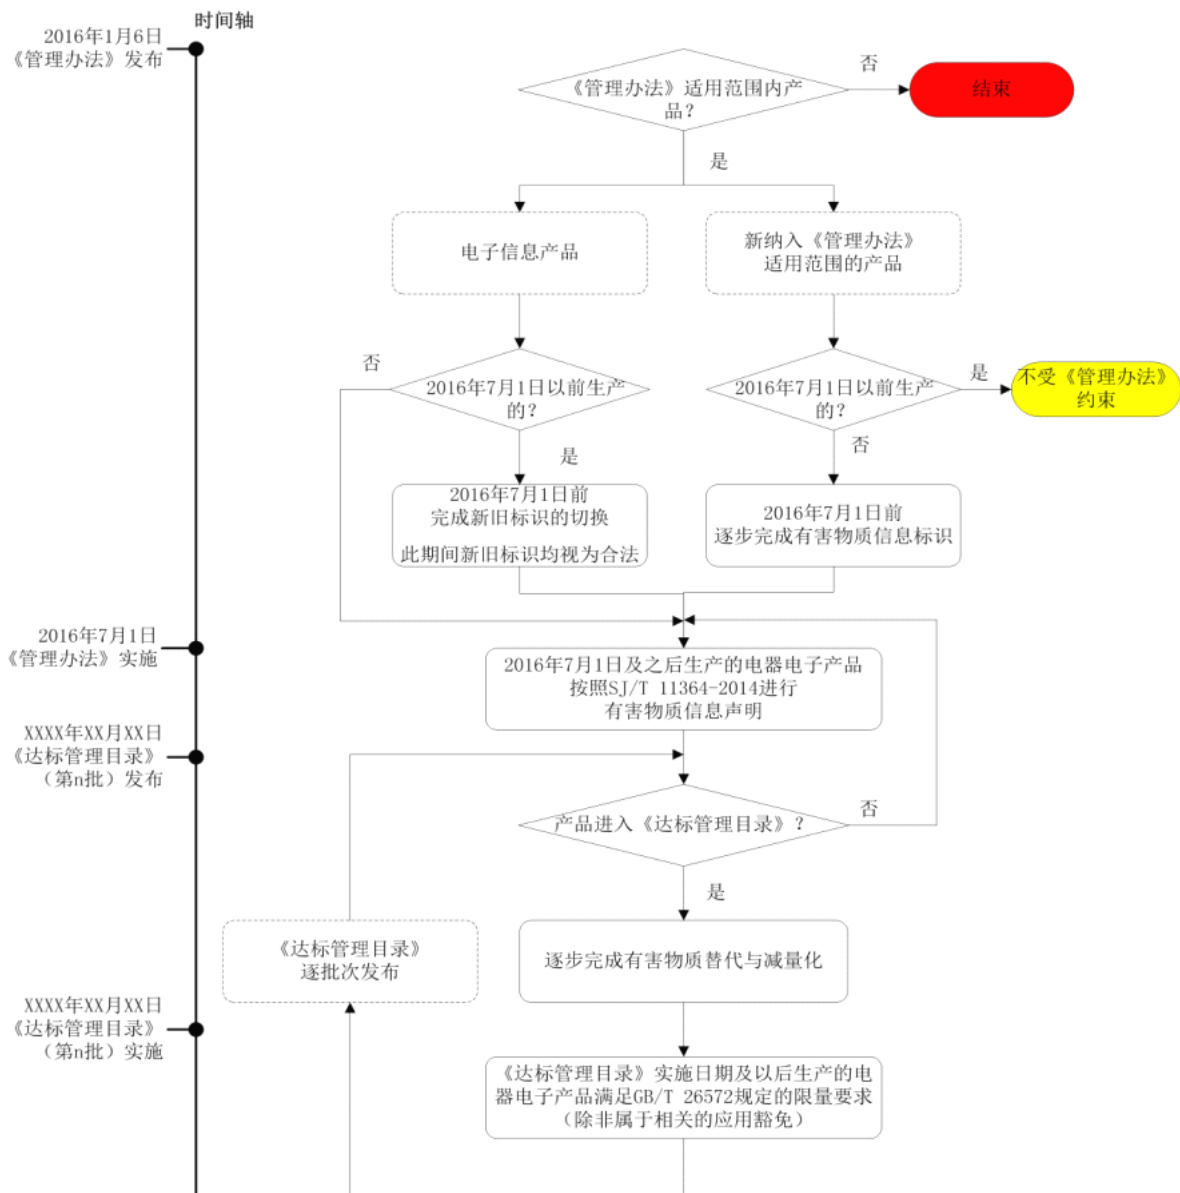 时间轴
2016年1月6日
《管理办法》发布
《管理办法》适用范围内产
品？
否
结束
是
电子信息产品
新纳入《管理办法》
适用范围的产品
否
2016年7月1日以前生产
的？
2016年7月1日以前生产
的？
是
不受《管理办法》
约束
是
否
2016年7月1日前
完成新旧标识的切换
此期间新旧标识均视为合法
2016年7月1日前
逐步完成有害物质信息标识
2016年7月1日
《管理办法》实施
2016年7月1日及之后生产的电器电子产品
按照SJ/T 11364-2014进行
有害物质信息声明
XXXX年XX月XX日
《达标管理目录》
（第n批）发布
产品进入《达标管理目录》？
否
是
《达标管理目录》
逐批次发布
逐步完成有害物质替代与减量化
XXXX年XX月XX日
《达标管理目录》
（第n批）实施
《达标管理目录》实施日期及以后生产的电
器电子产品满足GB/T 26572规定的限量要求
（除非属于相关的应用豁免）